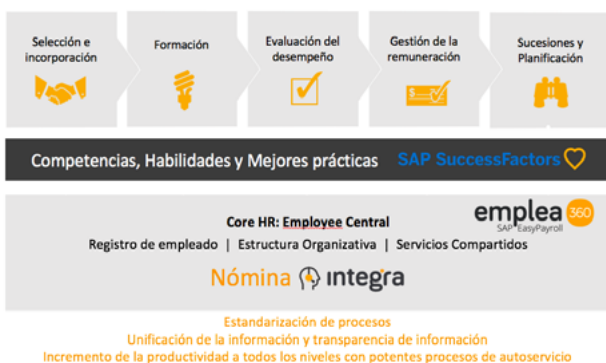 Selección e
incorporación
Formación
Evaluación del
desempeño
Gestión de la
remuneración
Sucesiones y
Planificación
Competencias, Habilidades y Mejores prácticas SAP SuccessFactors
emplea 360
SAP EasyPayroll
Core HR: Employee Central
Registro de empleado | Estructura Organizativa | Servicios Compartidos
Nómina integra
Estandarización de procesos
Unificación de la información y transparencia de información
Incremento de la productividad a todos los niveles con potentes procesos de autoservicio